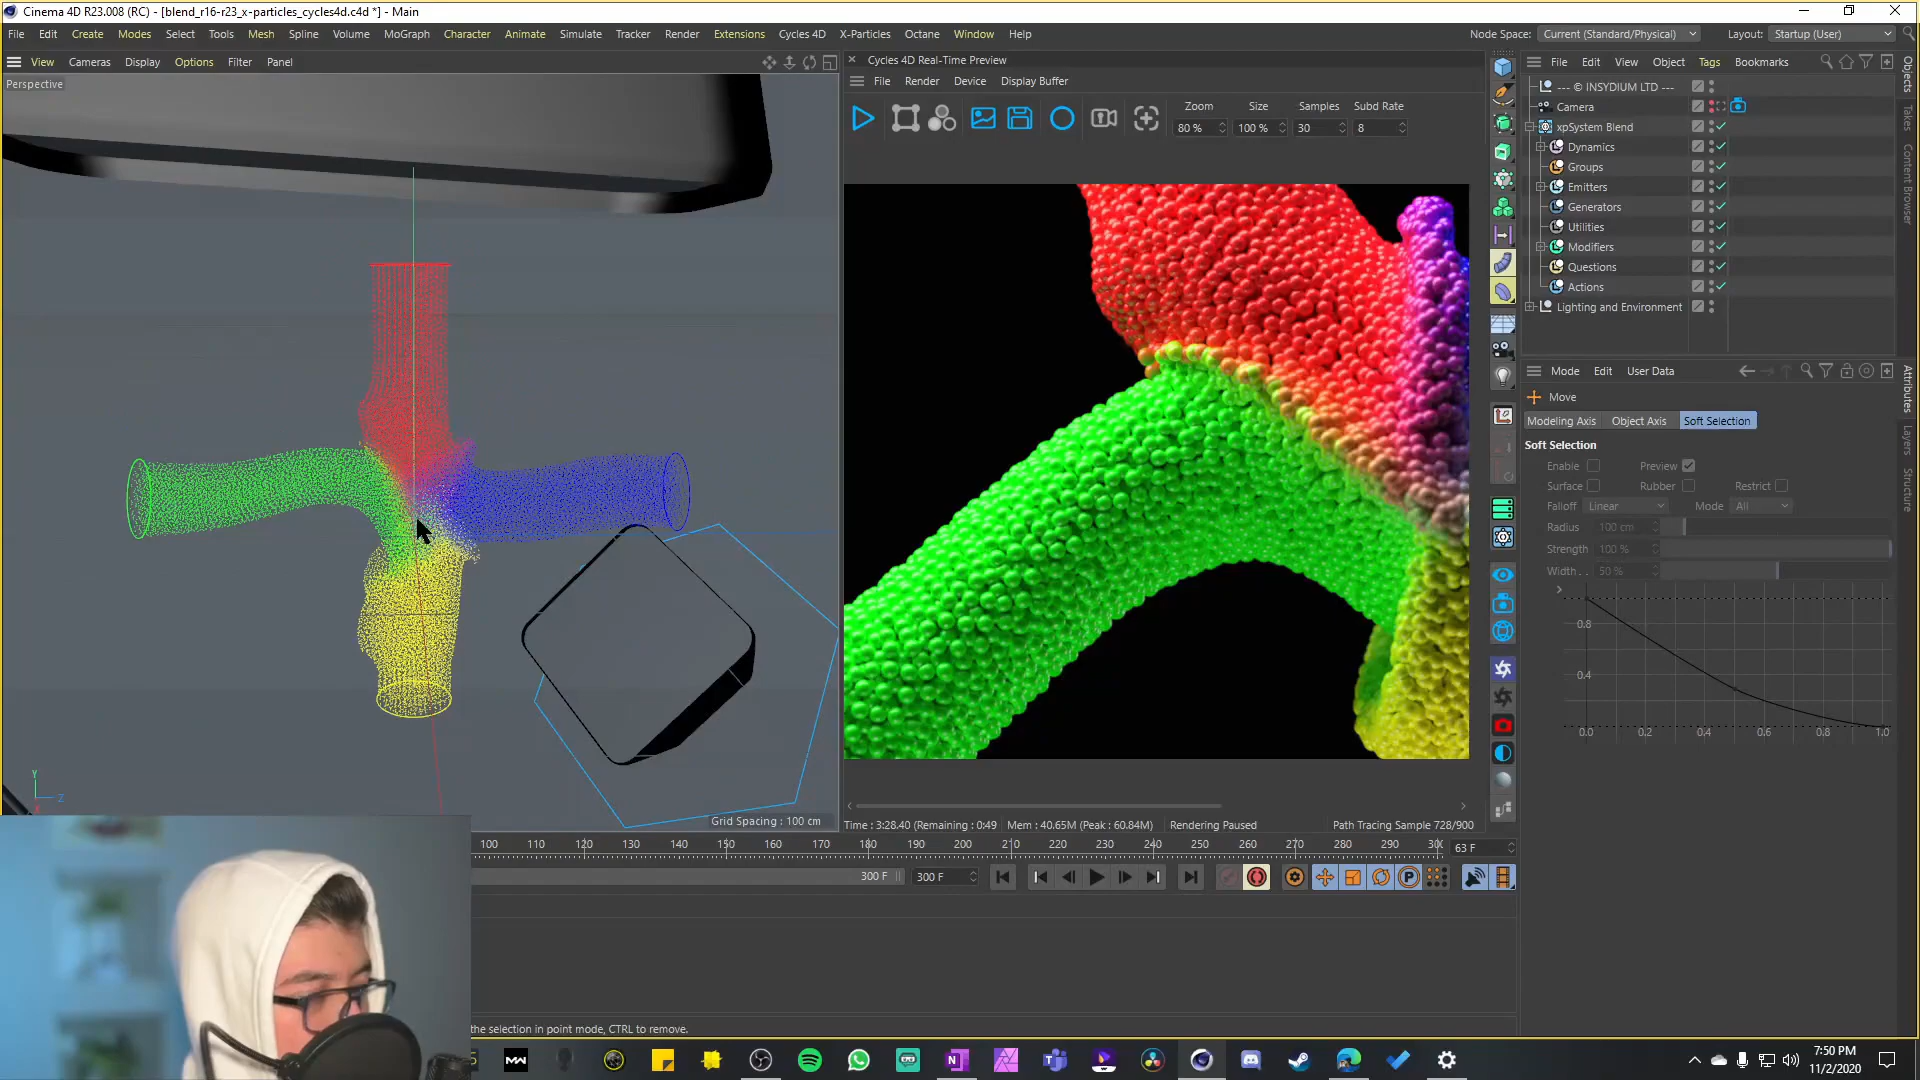 Cinema 4D R23.008 (RC) - [blend_r16-r23_x-particles_cycles4d.c4d *] - Main
File Edit Create Modes Select Tools Mesh Spline Volume MoGraph Character Animate Simulate Tracker Render Extensions Cycles 4D X-Particles Octane Window Help
Node Space: Current (Standard/Physical) Layout: Startup (User)
View Cameras Display Options Filter Panel
Perspective
Cycles 4D Real-Time Preview
File Render Device Display Buffer
Zoom Size Samples Subd Rate
80 % 100 % 30 8
File Edit View Object Tags Bookmarks
--- © INSYDIUM LTD ---
Camera
xpSystem Blend
Dynamics
Groups
Emitters
Generators
Utilities
Modifiers
Questions
Actions
Lighting and Environment
Objects
Takes
Content Browser
Mode Edit User Data
Move
Modeling Axis Object Axis Soft Selection
Soft Selection
Enable Preview
Surface Rubber Restrict
Falloff Linear Mode All
Radius 100 cm
Strength 100 %
Width . . 50 %
0.8
0.4
0.0 0.2 0.4 0.6 0.8 1.0
Attributes
Layers
Structure
Y
Z
Grid Spacing : 100 cm
Time : 3:28.40 (Remaining : 0:49 Mem : 40.65M (Peak : 60.84M) Rendering Paused Path Tracing Sample 728/900
100 110 120 130 140 150 160 170 180 190 200 210 220 230 240 250 260 270 280 290 30
63 F
300 F 300 F
the selection in point mode, CTRL to remove.
7:50 PM
11/2/2020